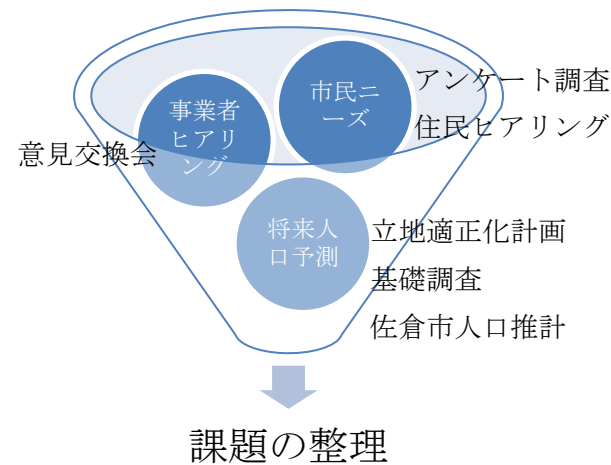 事業者
ヒアリ
ング
市民ニ
ーズ
アンケート調査
住民ヒアリング
意見交換会
将来人
口予測
立地適正化計画
基礎調査
佐倉市人口推計
課題の整理